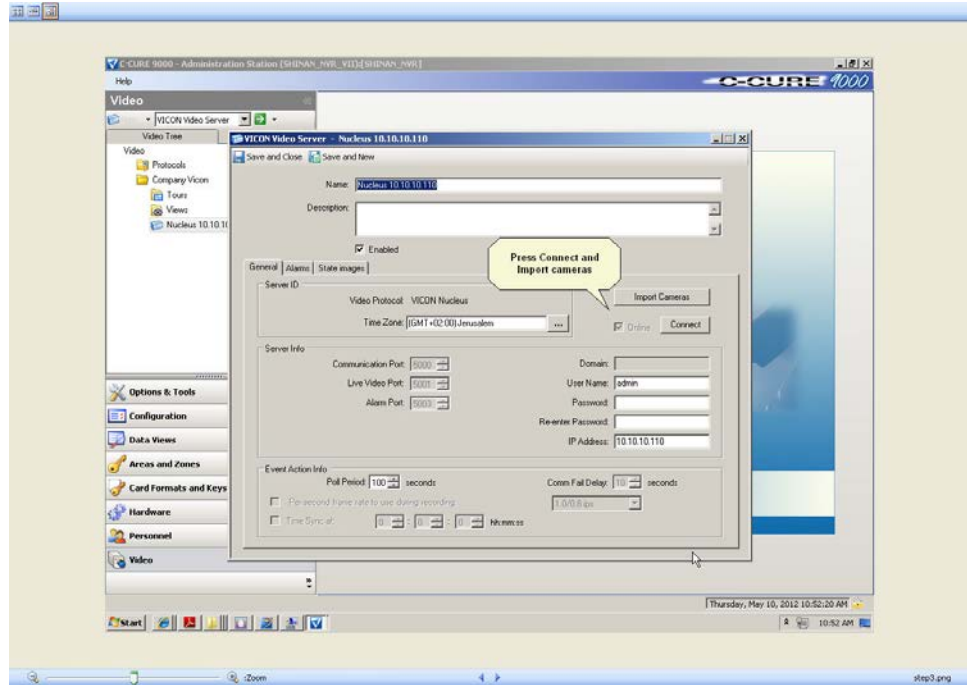 C-CURE 9000 - Administration Station [SHINAN_NVR_VII):[SHINAN_NVR]
Help
C-CURE 9000
Video
VICON Video Server
Video Tree
Video
Protocols
Company Vicon
Tours
Views
Nucleus 10.10.10
VICON Video Server - Nucleus 10.10.10.110
Save and Close Save and New
Name: Nucleus 10.10.10.110
Description:
Enabled
Press Connect and
Import cameras
General Alarms State images
Server ID
Video Protocol: VICON Nucleus
Import Cameras
Time Zone: (GMT+02:00) Jerusalem ...
Online Connect
Server Info
Communication Port: 5000
Domain:
Live Video Port: 5001
User Name: admin
Alarm Port: 5003
Password:
Re-enter Password:
IP Address: 10.10.10.110
Event Action Info
Poll Period: 100 seconds
Comm Fail Delay: 10 seconds
Per-second frame rate to use during recording:
1.0/0.8 ips
Time Sync at: 0 : 0 : 0 hh:mm:ss
Options & Tools
Configuration
Data Views
Areas and Zones
Card Formats and Keys
Hardware
Personnel
Video
Thursday, May 10, 2012 10:52:20 AM
Start
10:52 AM
:Zoom
step3.png